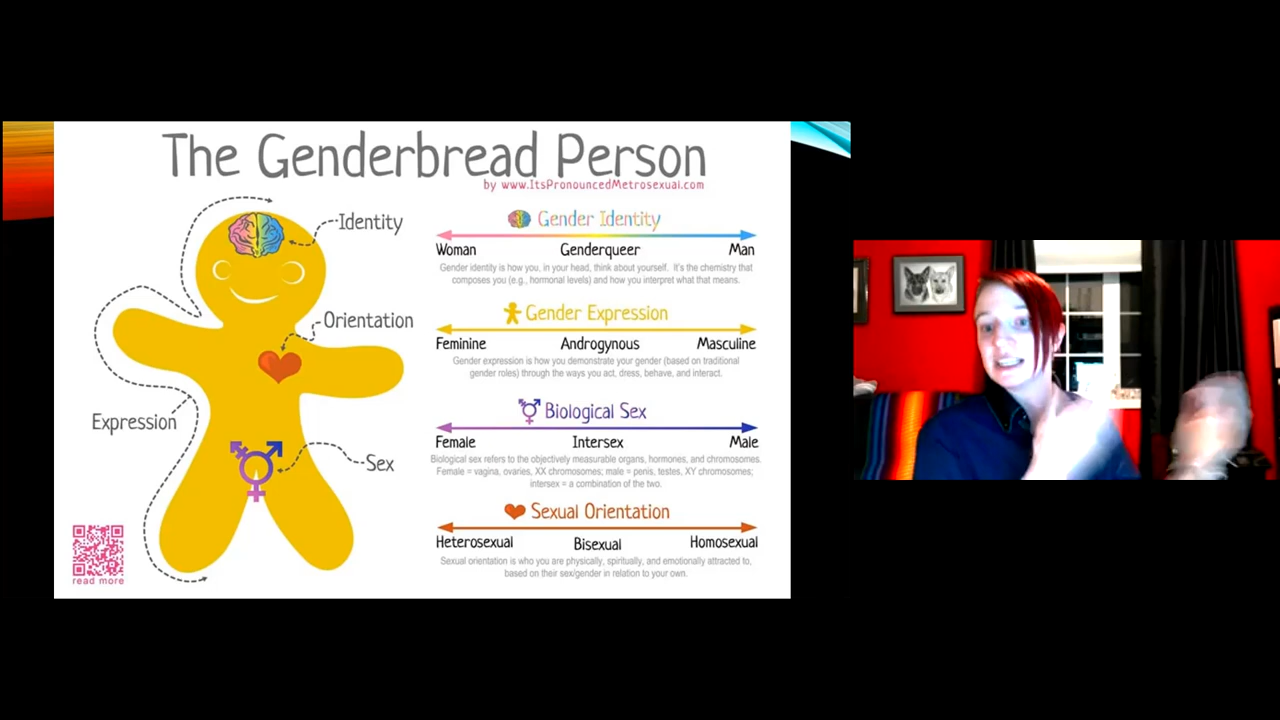 The Genderbread Person
by www.ItsPronouncedMetrosexual.com
Identity
Orientation
Expression
Sex
read more
Gender Identity
Woman Genderqueer Man
Gender identity is how you, in your head, think about yourself. It's the chemistry that
composes you (e.g., hormonal levels) and how you interpret what that means.
Gender Expression
Feminine Androgynous Masculine
Gender expression is how you demonstrate your gender (based on traditional
gender roles) through the ways you act, dress, behave, and interact.
Biological Sex
Female Intersex Male
Biological sex refers to the objectively measurable organs, hormones, and chromosomes.
Female = vagina, ovaries, XX chromosomes; male = penis, testes, XY chromosomes;
intersex = a combination of the two.
Sexual Orientation
Heterosexual Bisexual Homosexual
Sexual orientation is who you are physically, spiritually, and emotionally attracted to,
based on their sex/gender in relation to your own.